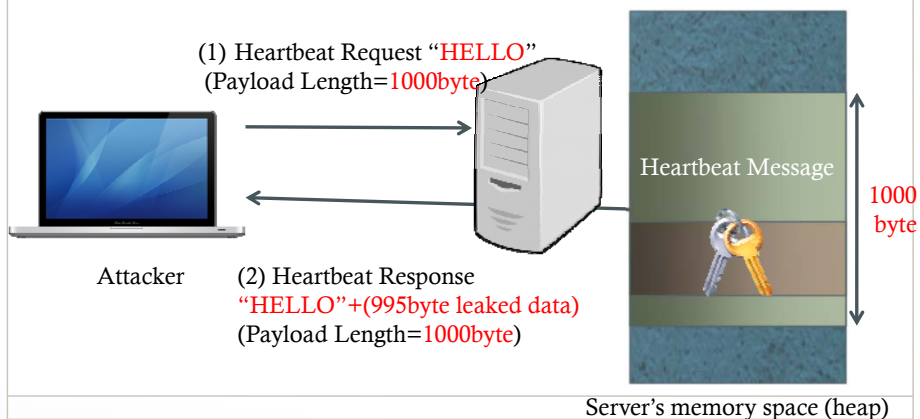 (1) Heartbeat Request “HELLO”
(Payload Length=1000byte)
Heartbeat Message
1000
byte
Attacker
(2) Heartbeat Response
“HELLO”+(995byte leaked data)
(Payload Length=1000byte)
Server’s memory space (heap)